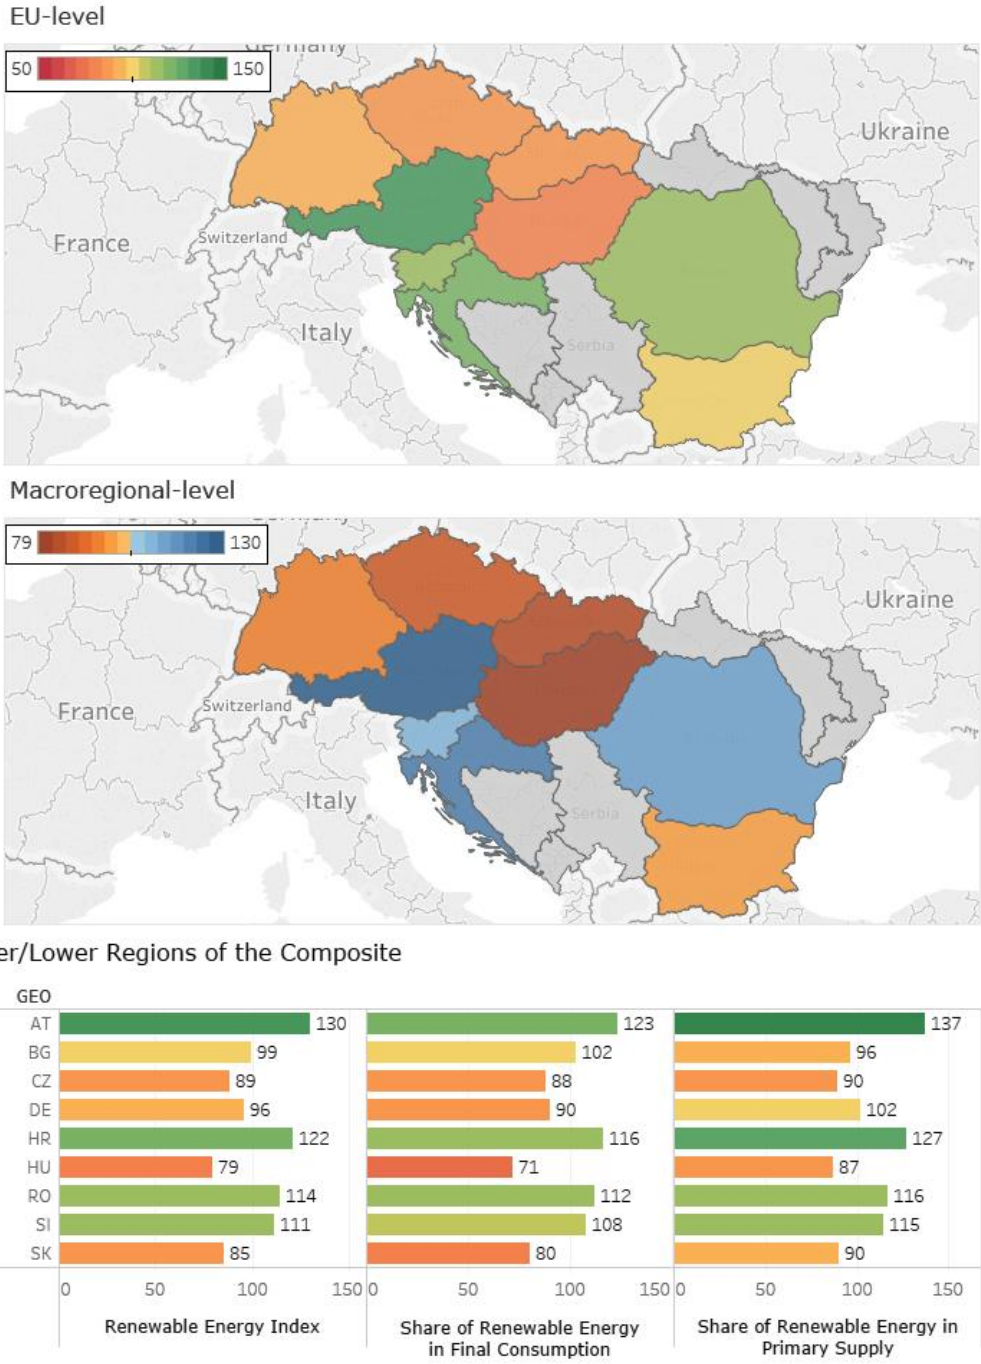 EU-level
50 150
Germany
Ukraine
France
Switzerland
Italy
Serbia
Macroregional-level
79 130
Ukraine
France
Switzerland
Italy
Serbia
er/Lower Regions of the Composite
GEO
AT 130 123 137
BG 99 102 96
CZ 89 88 90
DE 96 90 102
HR 122 116 127
HU 79 71 87
RO 114 112 116
SI 111 108 115
SK 85 80 90
0 50 100 150 0 50 100 150 0 50 100 150
Renewable Energy Index
Share of Renewable Energy
in Final Consumption
Share of Renewable Energy in
Primary Supply